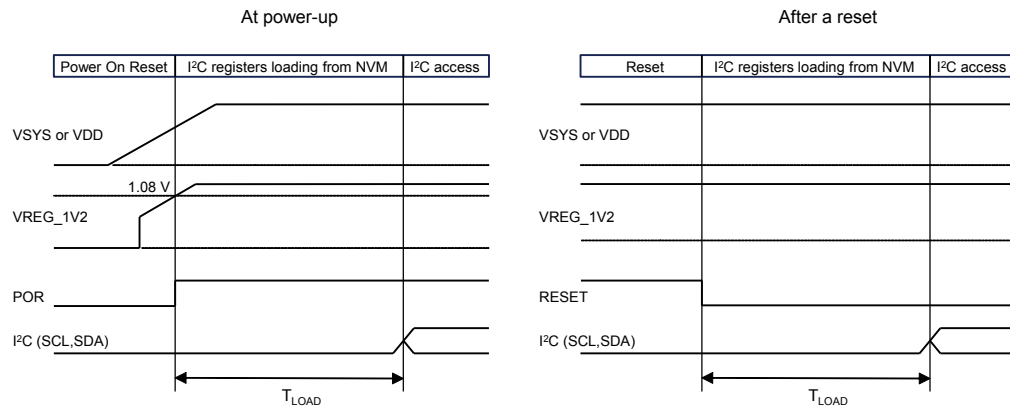 At power-up
After a reset
Power On Reset
I²C registers loading from NVM
I²C access
Reset
I²C registers loading from NVM
I²C access
VSYS or VDD
VSYS or VDD
1.08 V
VREG_1V2
VREG_1V2
POR
RESET
I²C (SCL,SDA)
I²C (SCL,SDA)
TLOAD
TLOAD